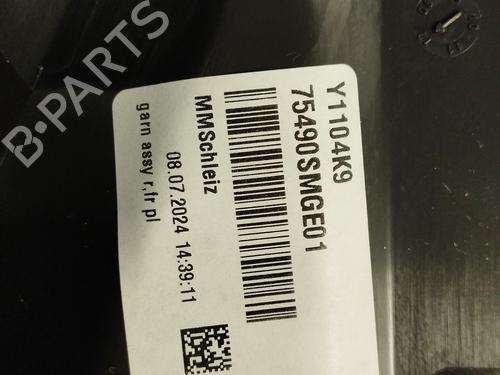 B-PARTS
Y1104K9
75490SMGE01
MMSchleiz
08.07.2024 14:39:11
garn assy r,fr pl